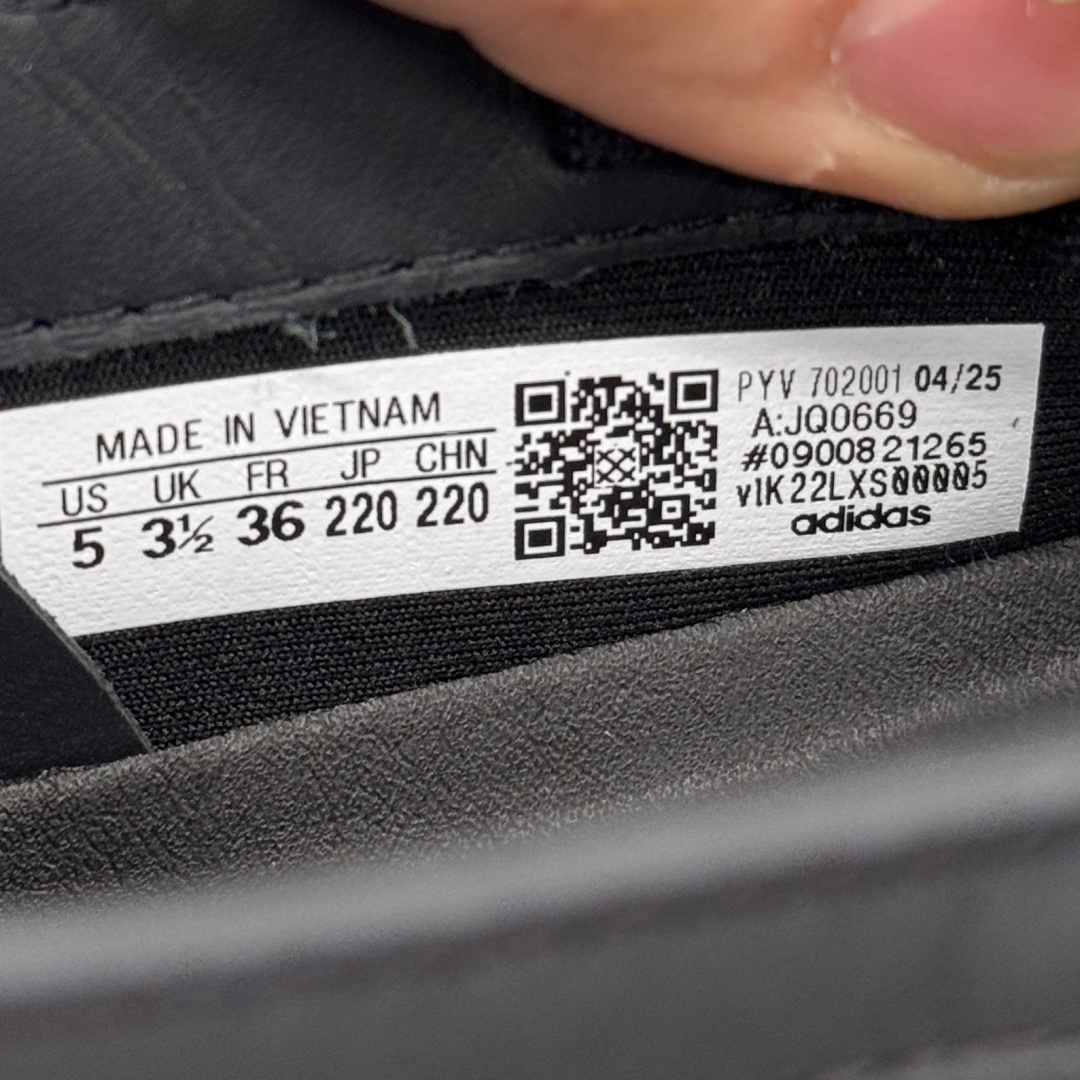 MADE IN VIETNAM
US UK FR JP CHN
5 3½ 36 220 220
PYV 702001 04/25
A:JQ0669
#0900821265
v1K22LXS00005
adidas